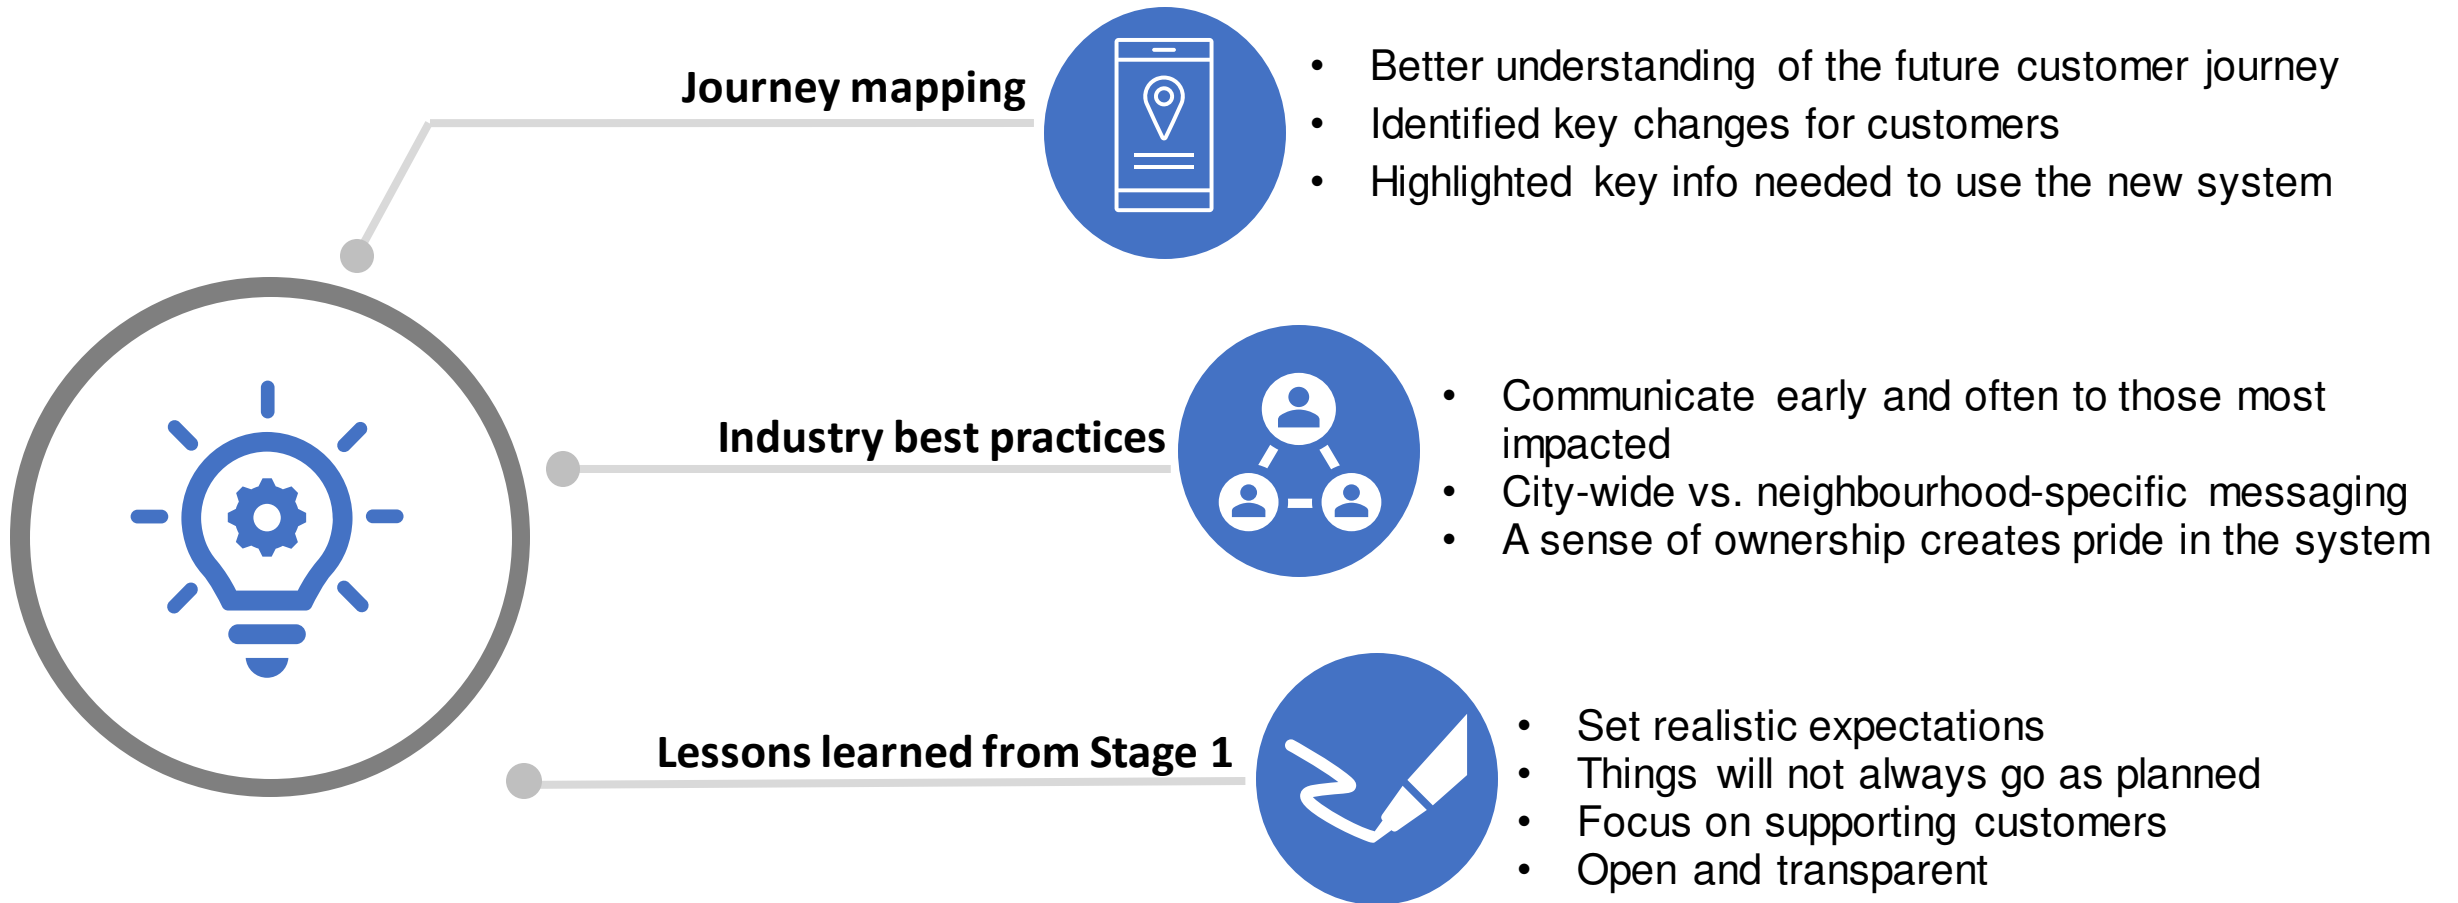 Journey mapping
• Better understanding of the future customer journey
• Identified key changes for customers
• Highlighted key info needed to use the new system
Industry best practices
• Communicate early and often to those most
impacted
• City-wide vs. neighbourhood-specific messaging
• A sense of ownership creates pride in the system
Lessons learned from Stage 1
• Set realistic expectations
• Things will not always go as planned
• Focus on supporting customers
• Open and transparent